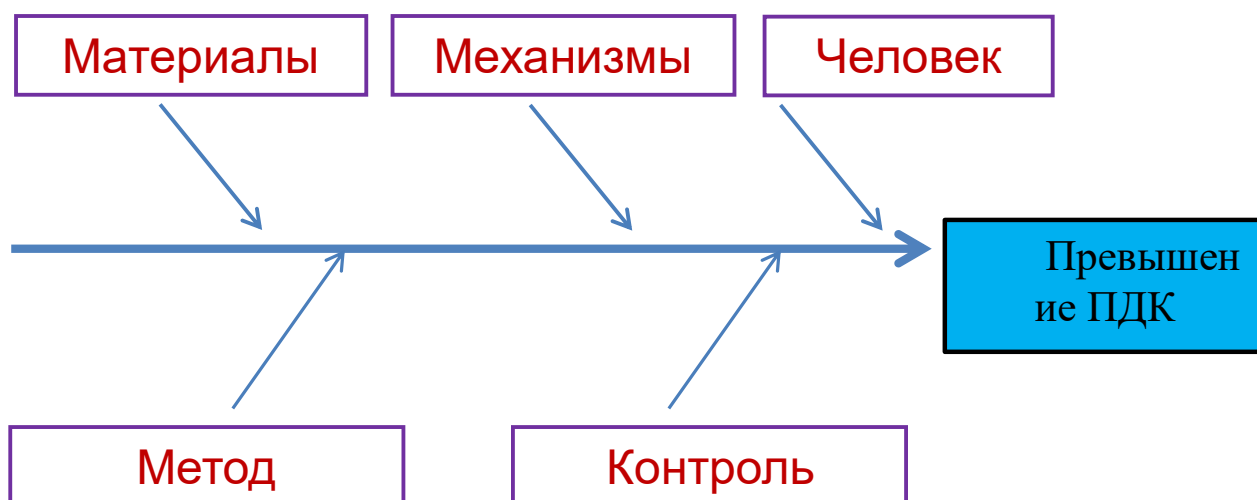 Материалы
Механизмы
Человек
Превышен
ие ПДК
Метод
Контроль